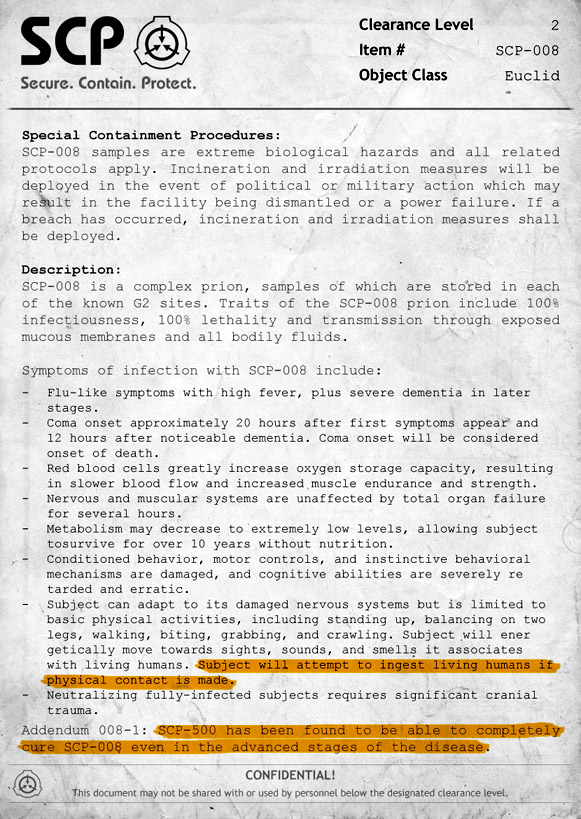 SCP
Secure. Contain. Protect.
Clearance Level 2
Item # SCP-008
Object Class Euclid
Special Containment Procedures:
SCP-008 samples are extreme biological hazards and all related
protocols apply. Incineration and irradiation measures will be
deployed in the event of political or military action which may
result in the facility being dismantled or a power failure. If a
breach has occurred, incineration and irradiation measures shall
be deployed.
Description:
SCP-008 is a complex prion, samples of which are stored in each
of the known G2 sites. Traits of the SCP-008 prion include 100%
infectiousness, 100% lethality and transmission through exposed
mucous membranes and all bodily fluids.
Symptoms of infection with SCP-008 include:
- Flu-like symptoms with high fever, plus severe dementia in later
stages.
- Coma onset approximately 20 hours after first symptoms appear and
12 hours after noticeable dementia. Coma onset will be considered
onset of death.
- Red blood cells greatly increase oxygen storage capacity, resulting
in slower blood flow and increased muscle endurance and strength.
- Nervous and muscular systems are unaffected by total organ failure
for several hours.
- Metabolism may decrease to extremely low levels, allowing subject
tosurvive for over 10 years without nutrition.
- Conditioned behavior, motor controls, and instinctive behavioral
mechanisms are damaged, and cognitive abilities are severely re
tarded and erratic.
- Subject can adapt to its damaged nervous systems but is limited to
basic physical activities, including standing up, balancing on two
legs, walking, biting, grabbing, and crawling. Subject will ener
getically move towards sights, sounds, and smells it associates
with living humans. Subject will attempt to ingest living humans if
physical contact is made.
- Neutralizing fully-infected subjects requires significant cranial
trauma.
Addendum 008-1: SCP-500 has been found to be able to completely
cure SCP-008 even in the advanced stages of the disease.
CONFIDENTIAL!
This document may not be shared with or used by personnel below the designated clearance level.